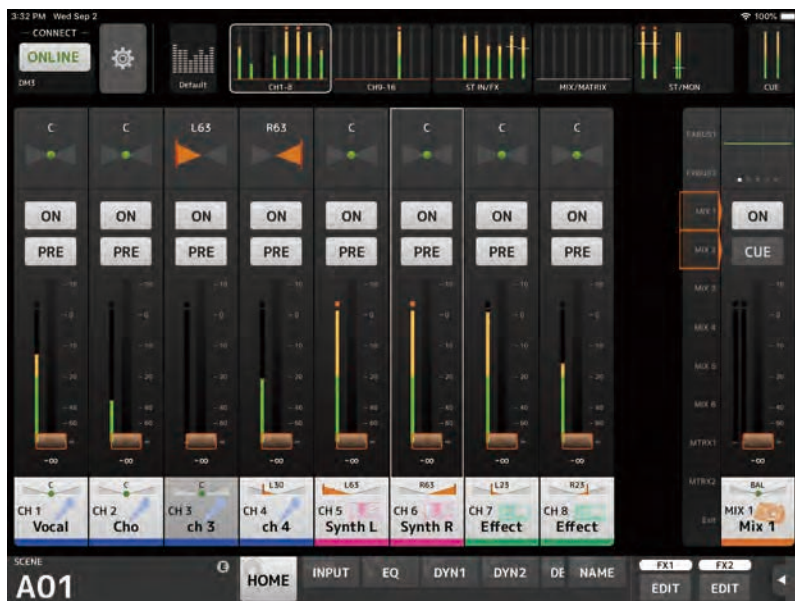 3:32 PM Wed Sep 2
100%
CONNECT
ONLINE
DM3
Default
CH1-8
CH9-16
ST IN/FX
MIX/MATRIX
ST/MON
CUE
C C L63 R63 C C C C
ON ON ON ON ON ON ON ON ON
PRE PRE PRE PRE PRE PRE PRE PRE CUE
FXBUS1
FXBUS2
MIX 1
MIX 2
MIX 3
MIX 4
MIX 5
MIX 6
MTRX1
MTRX2
Exit
-∞ -∞ -∞ -∞ -∞ -∞ -∞ -∞ -∞
C C C L30 L63 R63 L23 R23 BAL
CH 1 CH 2 CH 3 CH 4 CH 5 CH 6 CH 7 CH 8 MIX 1
Vocal Cho ch 3 ch 4 Synth L Synth R Effect Effect Mix 1
SCENE
A01
E
HOME INPUT EQ DYN1 DYN2 DE NAME
FX1 FX2
EDIT EDIT